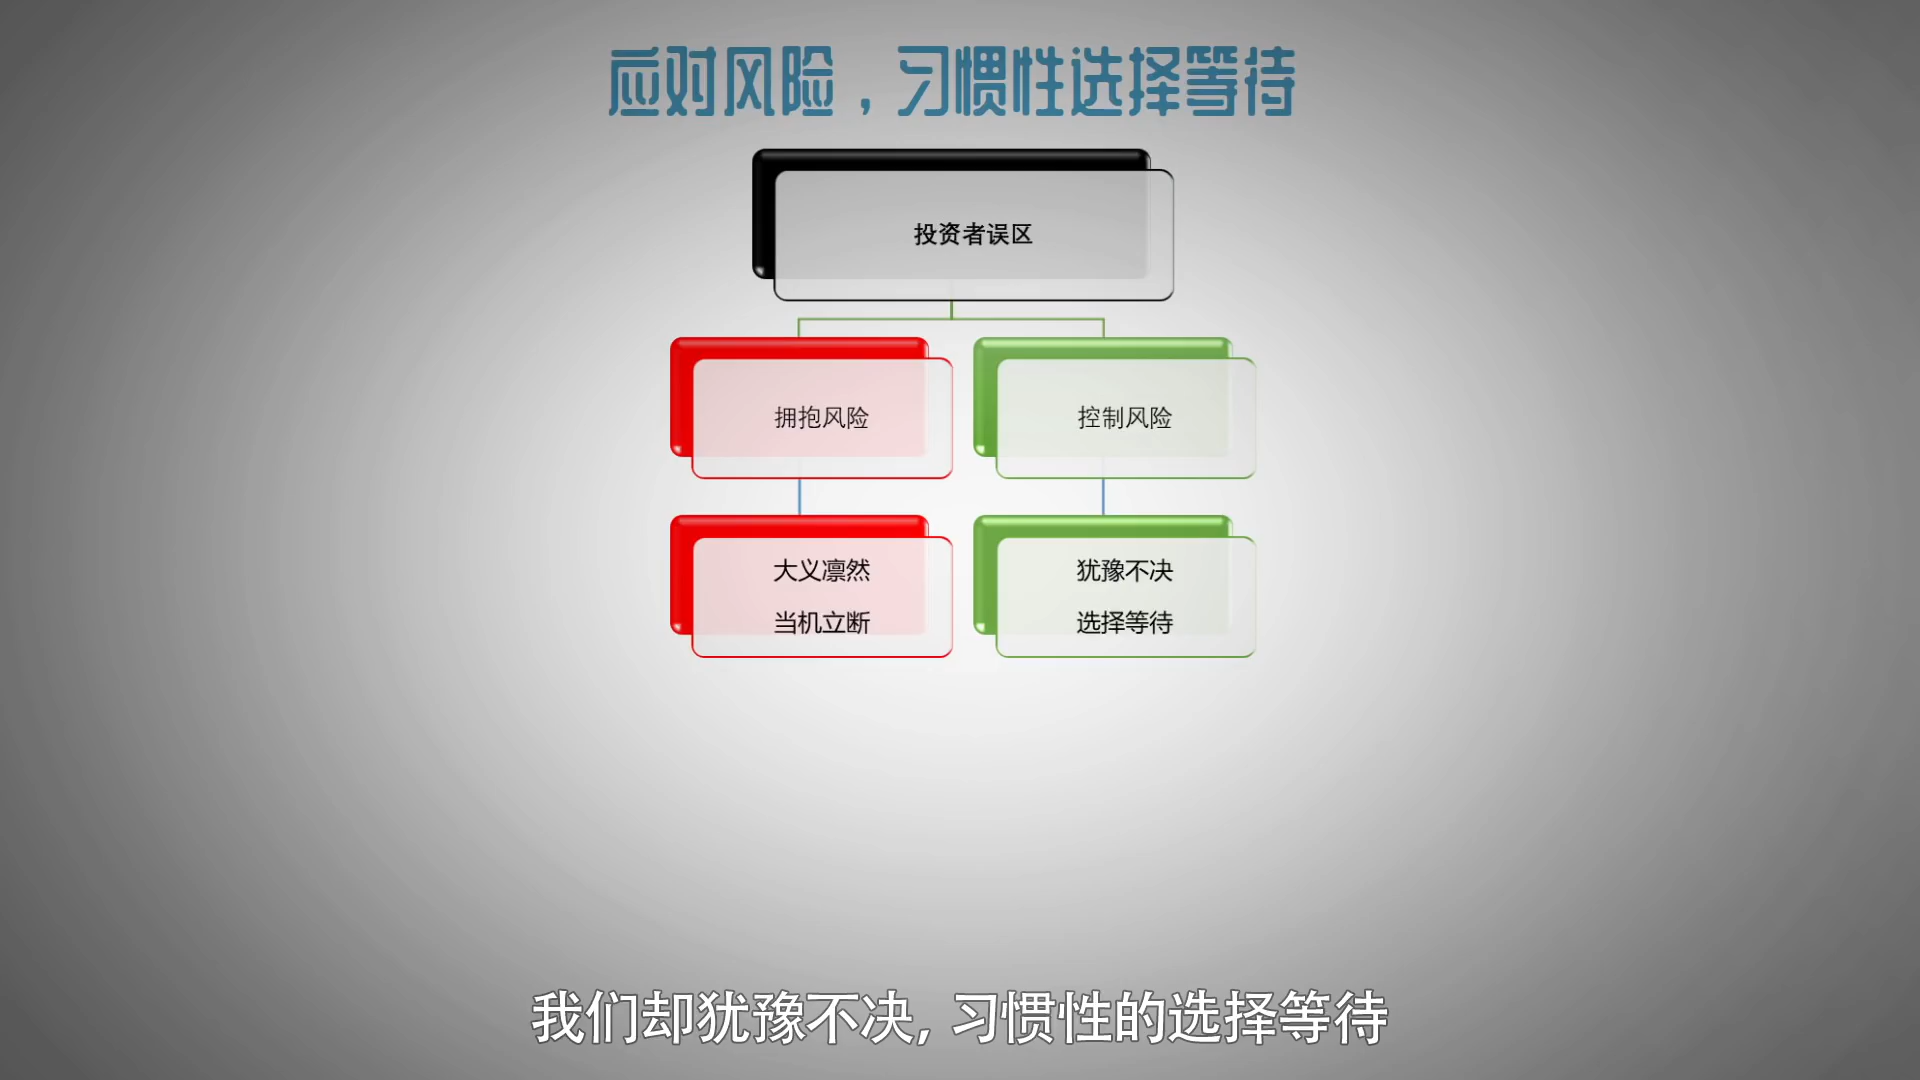 应对风险，习惯性选择等待
投资者误区
拥抱风险
控制风险
大义凛然
当机立断
犹豫不决
选择等待
我们却犹豫不决, 习惯性的选择等待